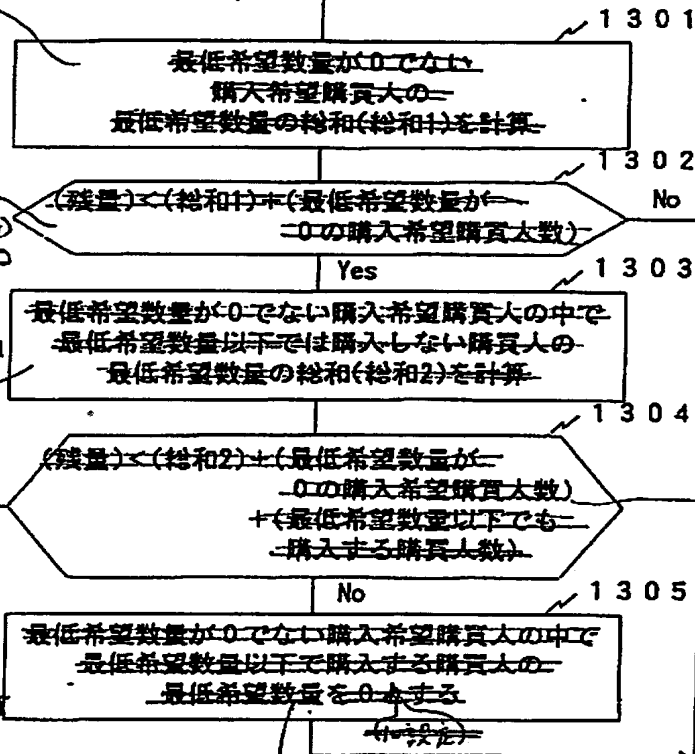 1301
最低希望数量が0でない
購入希望購買人の
最低希望数量の総和(総和1)を計算
1302
(残量)<(総和1)+(最低希望数量が
0の購入希望購買人数)
No
Yes
1303
最低希望数量が0でない購入希望購買人の中で
最低希望数量以下では購入しない購買人の
最低希望数量の総和(総和2)を計算
1304
(残量)<(総和2)+(最低希望数量が
0の購入希望購買人数)
+(最低希望数量以下でも
購入する購買人数)
No
1305
最低希望数量が0でない購入希望購買人の中で
最低希望数量以下で購入する購買人の
最低希望数量を0とする